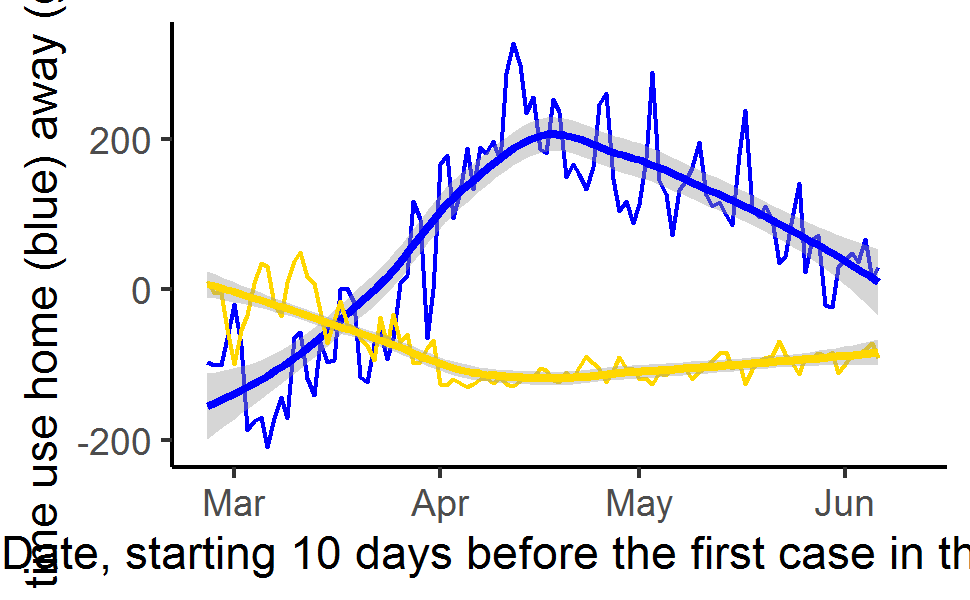 time use home (blue) away (
200
0
-200
Mar Apr May Jun
Date, starting 10 days before the first case in th